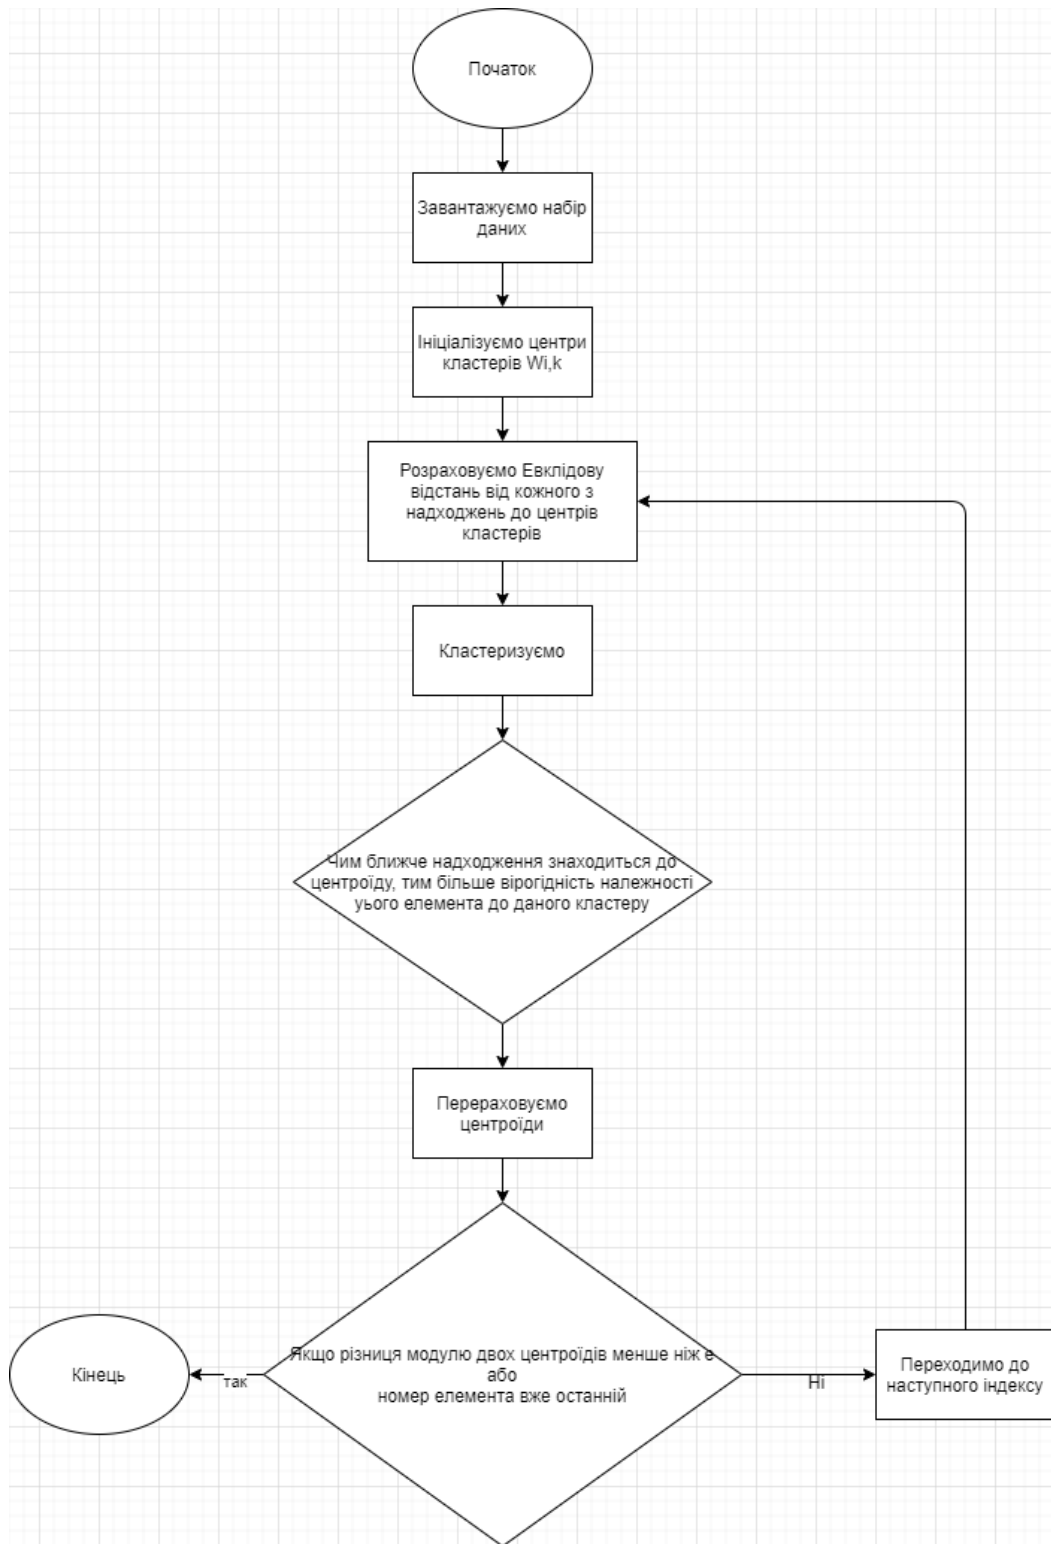 Початок
Завантажуємо набір
даних
Ініціалізуємо центри
кластерів Wi,k
Розраховуємо Евклідову
відстань від кожного з
надходжень до центрів
кластерів
Кластеризуємо
Чим ближче надходження знаходиться до
центроїду, тим більше вірогідність належності
уього елемента до даного кластеру
Перераховуємо
центроїди
Якщо різниця модулю двох центроїдів менше ніж е
або
номер елемента вже останній
так
Кінець
Ні
Переходимо до
наступного індексу